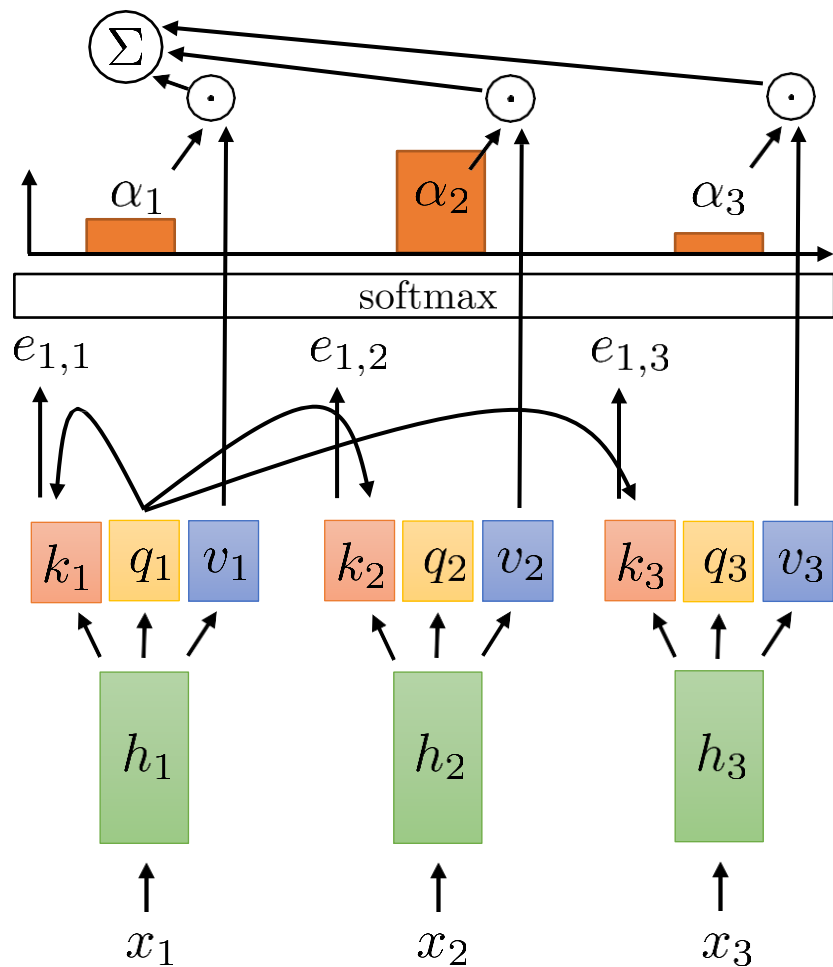 Σ
α₁ α₂ α₃
softmax
e₁,₁ e₁,₂ e₁,₃
k₁ q₁ v₁ k₂ q₂ v₂ k₃ q₃ v₃
h₁ h₂ h₃
x₁ x₂ x₃